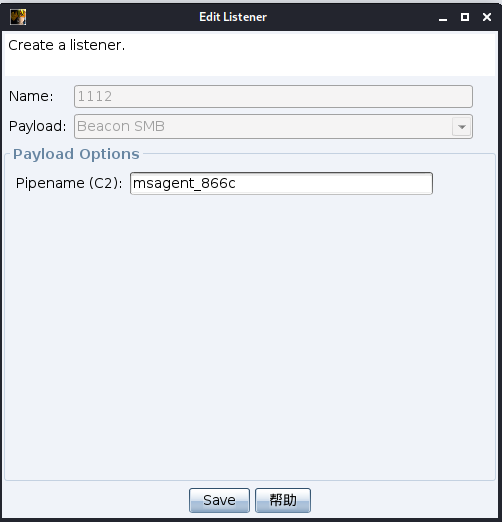 Edit Listener
Create a listener.
Name: 1112
Payload: Beacon SMB
Payload Options
Pipename (C2): msagent_866c
Save 帮助